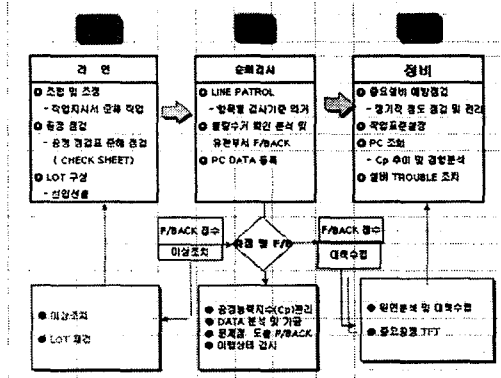 라 인
○ 조립 및 조정
- 작업지시서 준해 작업
○ 공정 점검
- 공정 점검표 준해 점검
( CHECK SHEET)
○ LOT 구성
- 선입선출
순회검사
○ LINE PATROL
- 항목별 검사기준 의거
○ 불량수거 확인 분석 및
유관부서 F/BACK
○ PC DATA 등록
정비
○ 중요설비 예방점검
- 정기적 정도 점검 및 관리
○ 작업표준설정
○ PC 조회
- Cp 추이 및 경향분석
○ 설비 TROUBLE 조치
F/BACK 접수
이상조치
및 F/B
F/BACK 접수
대책수립
● 이상조치
● LOT 재검
● 공정능력지수(Cp)관리
● DATA 분석 및 가공
● 문제점 도출 F/BACK
● 이행상태 감시
● 원인분석 및 대책수립
● 중요공정 TFT